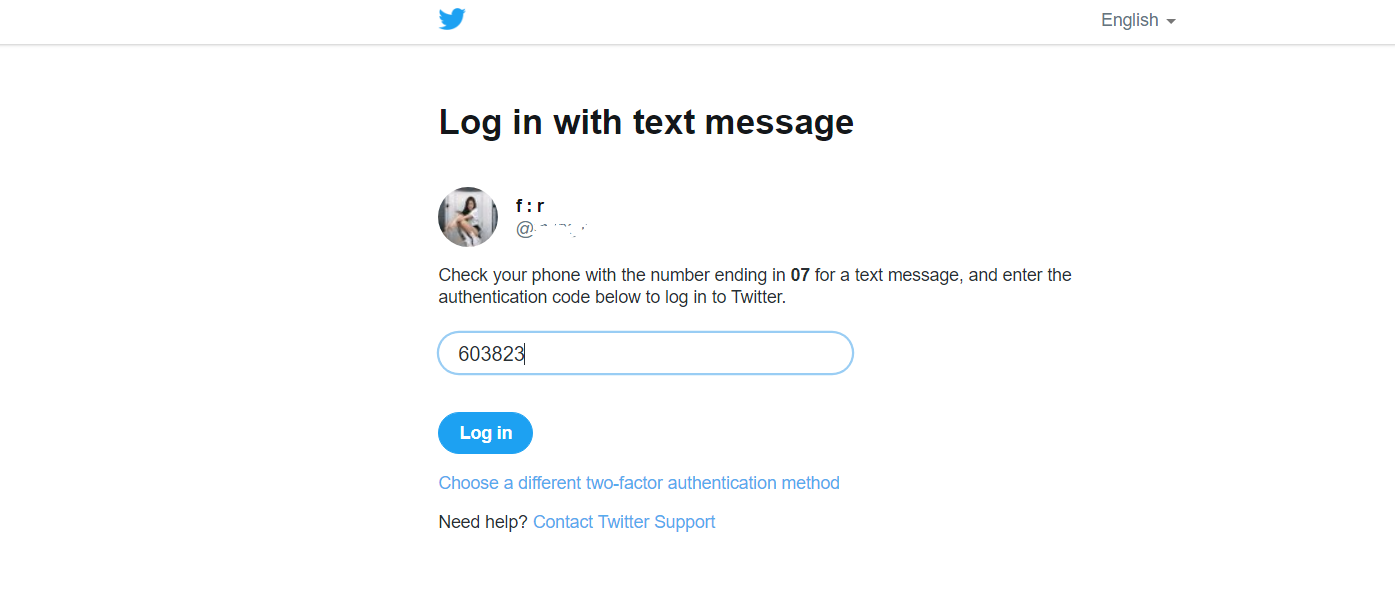 English
Log in with text message
f : r
@
Check your phone with the number ending in 07 for a text message, and enter the
authentication code below to log in to Twitter.
603823
Log in
Choose a different two-factor authentication method
Need help? Contact Twitter Support